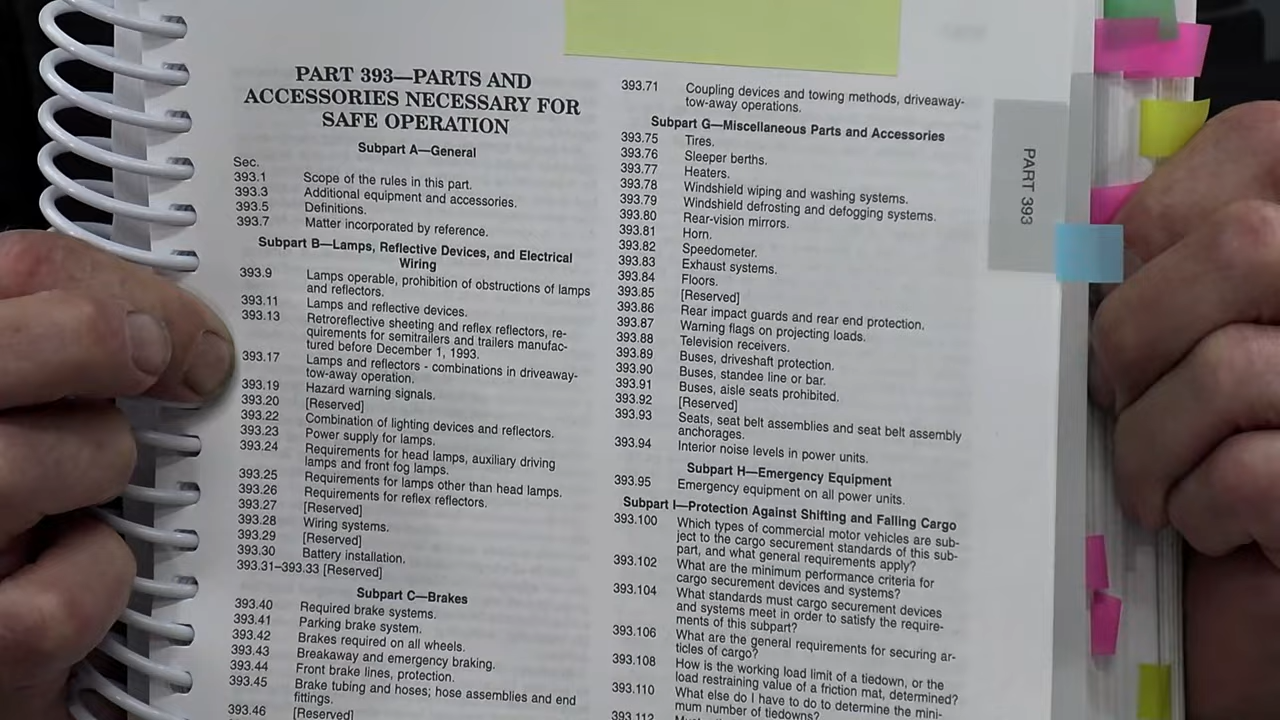 PART 393—PARTS AND
ACCESSORIES NECESSARY FOR
SAFE OPERATION
Subpart A—General
Sec.
393.1 Scope of the rules in this part.
393.3 Additional equipment and accessories.
393.5 Definitions.
393.7 Matter incorporated by reference.
Subpart B—Lamps, Reflective Devices, and Electrical
Wiring
393.9 Lamps operable, prohibition of obstructions of lamps
and reflectors.
393.11 Lamps and reflective devices.
393.13 Retroreflective sheeting and reflex reflectors, re-
quirements for semitrailers and trailers manufac-
tured before December 1, 1993.
393.17 Lamps and reflectors - combinations in driveaway-
tow-away operation.
393.19 Hazard warning signals.
393.20 [Reserved]
393.22 Combination of lighting devices and reflectors.
393.23 Power supply for lamps.
393.24 Requirements for head lamps, auxiliary driving
lamps and front fog lamps.
393.25 Requirements for lamps other than head lamps.
393.26 Requirements for reflex reflectors.
393.27 [Reserved]
393.28 Wiring systems.
393.29 [Reserved]
393.30 Battery installation.
393.31–393.33 [Reserved]
Subpart C—Brakes
393.40 Required brake systems.
393.41 Parking brake system.
393.42 Brakes required on all wheels.
393.43 Breakaway and emergency braking.
393.44 Front brake lines, protection.
393.45 Brake tubing and hoses; hose assemblies and end
fittings.
393.46 [Reserved]
393.71 Coupling devices and towing methods, driveaway-
tow-away operations.
Subpart G—Miscellaneous Parts and Accessories
393.75 Tires.
393.76 Sleeper berths.
393.77 Heaters.
393.78 Windshield wiping and washing systems.
393.79 Windshield defrosting and defogging systems.
393.80 Rear-vision mirrors.
393.81 Horn.
393.82 Speedometer.
393.83 Exhaust systems.
393.84 Floors.
393.85 [Reserved]
393.86 Rear impact guards and rear end protection.
393.87 Warning flags on projecting loads.
393.88 Television receivers.
393.89 Buses, driveshaft protection.
393.90 Buses, standee line or bar.
393.91 Buses, aisle seats prohibited.
393.92 [Reserved]
393.93 Seats, seat belt assemblies and seat belt assembly
anchorages.
393.94 Interior noise levels in power units.
Subpart H—Emergency Equipment
393.95 Emergency equipment on all power units.
Subpart I—Protection Against Shifting and Falling Cargo
393.100 Which types of commercial motor vehicles are sub-
ject to the cargo securement standards of this sub-
part, and what general requirements apply?
393.102 What are the minimum performance criteria for
cargo securement devices and systems?
393.104 What standards must cargo securement devices
and systems meet in order to satisfy the require-
ments of this subpart?
393.106 What are the general requirements for securing ar-
ticles of cargo?
393.108 How is the working load limit of a tiedown, or the
load restraining value of a friction mat, determined?
393.110 What else do I have to do to determine the mini-
mum number of tiedowns?
393.112
PART 393